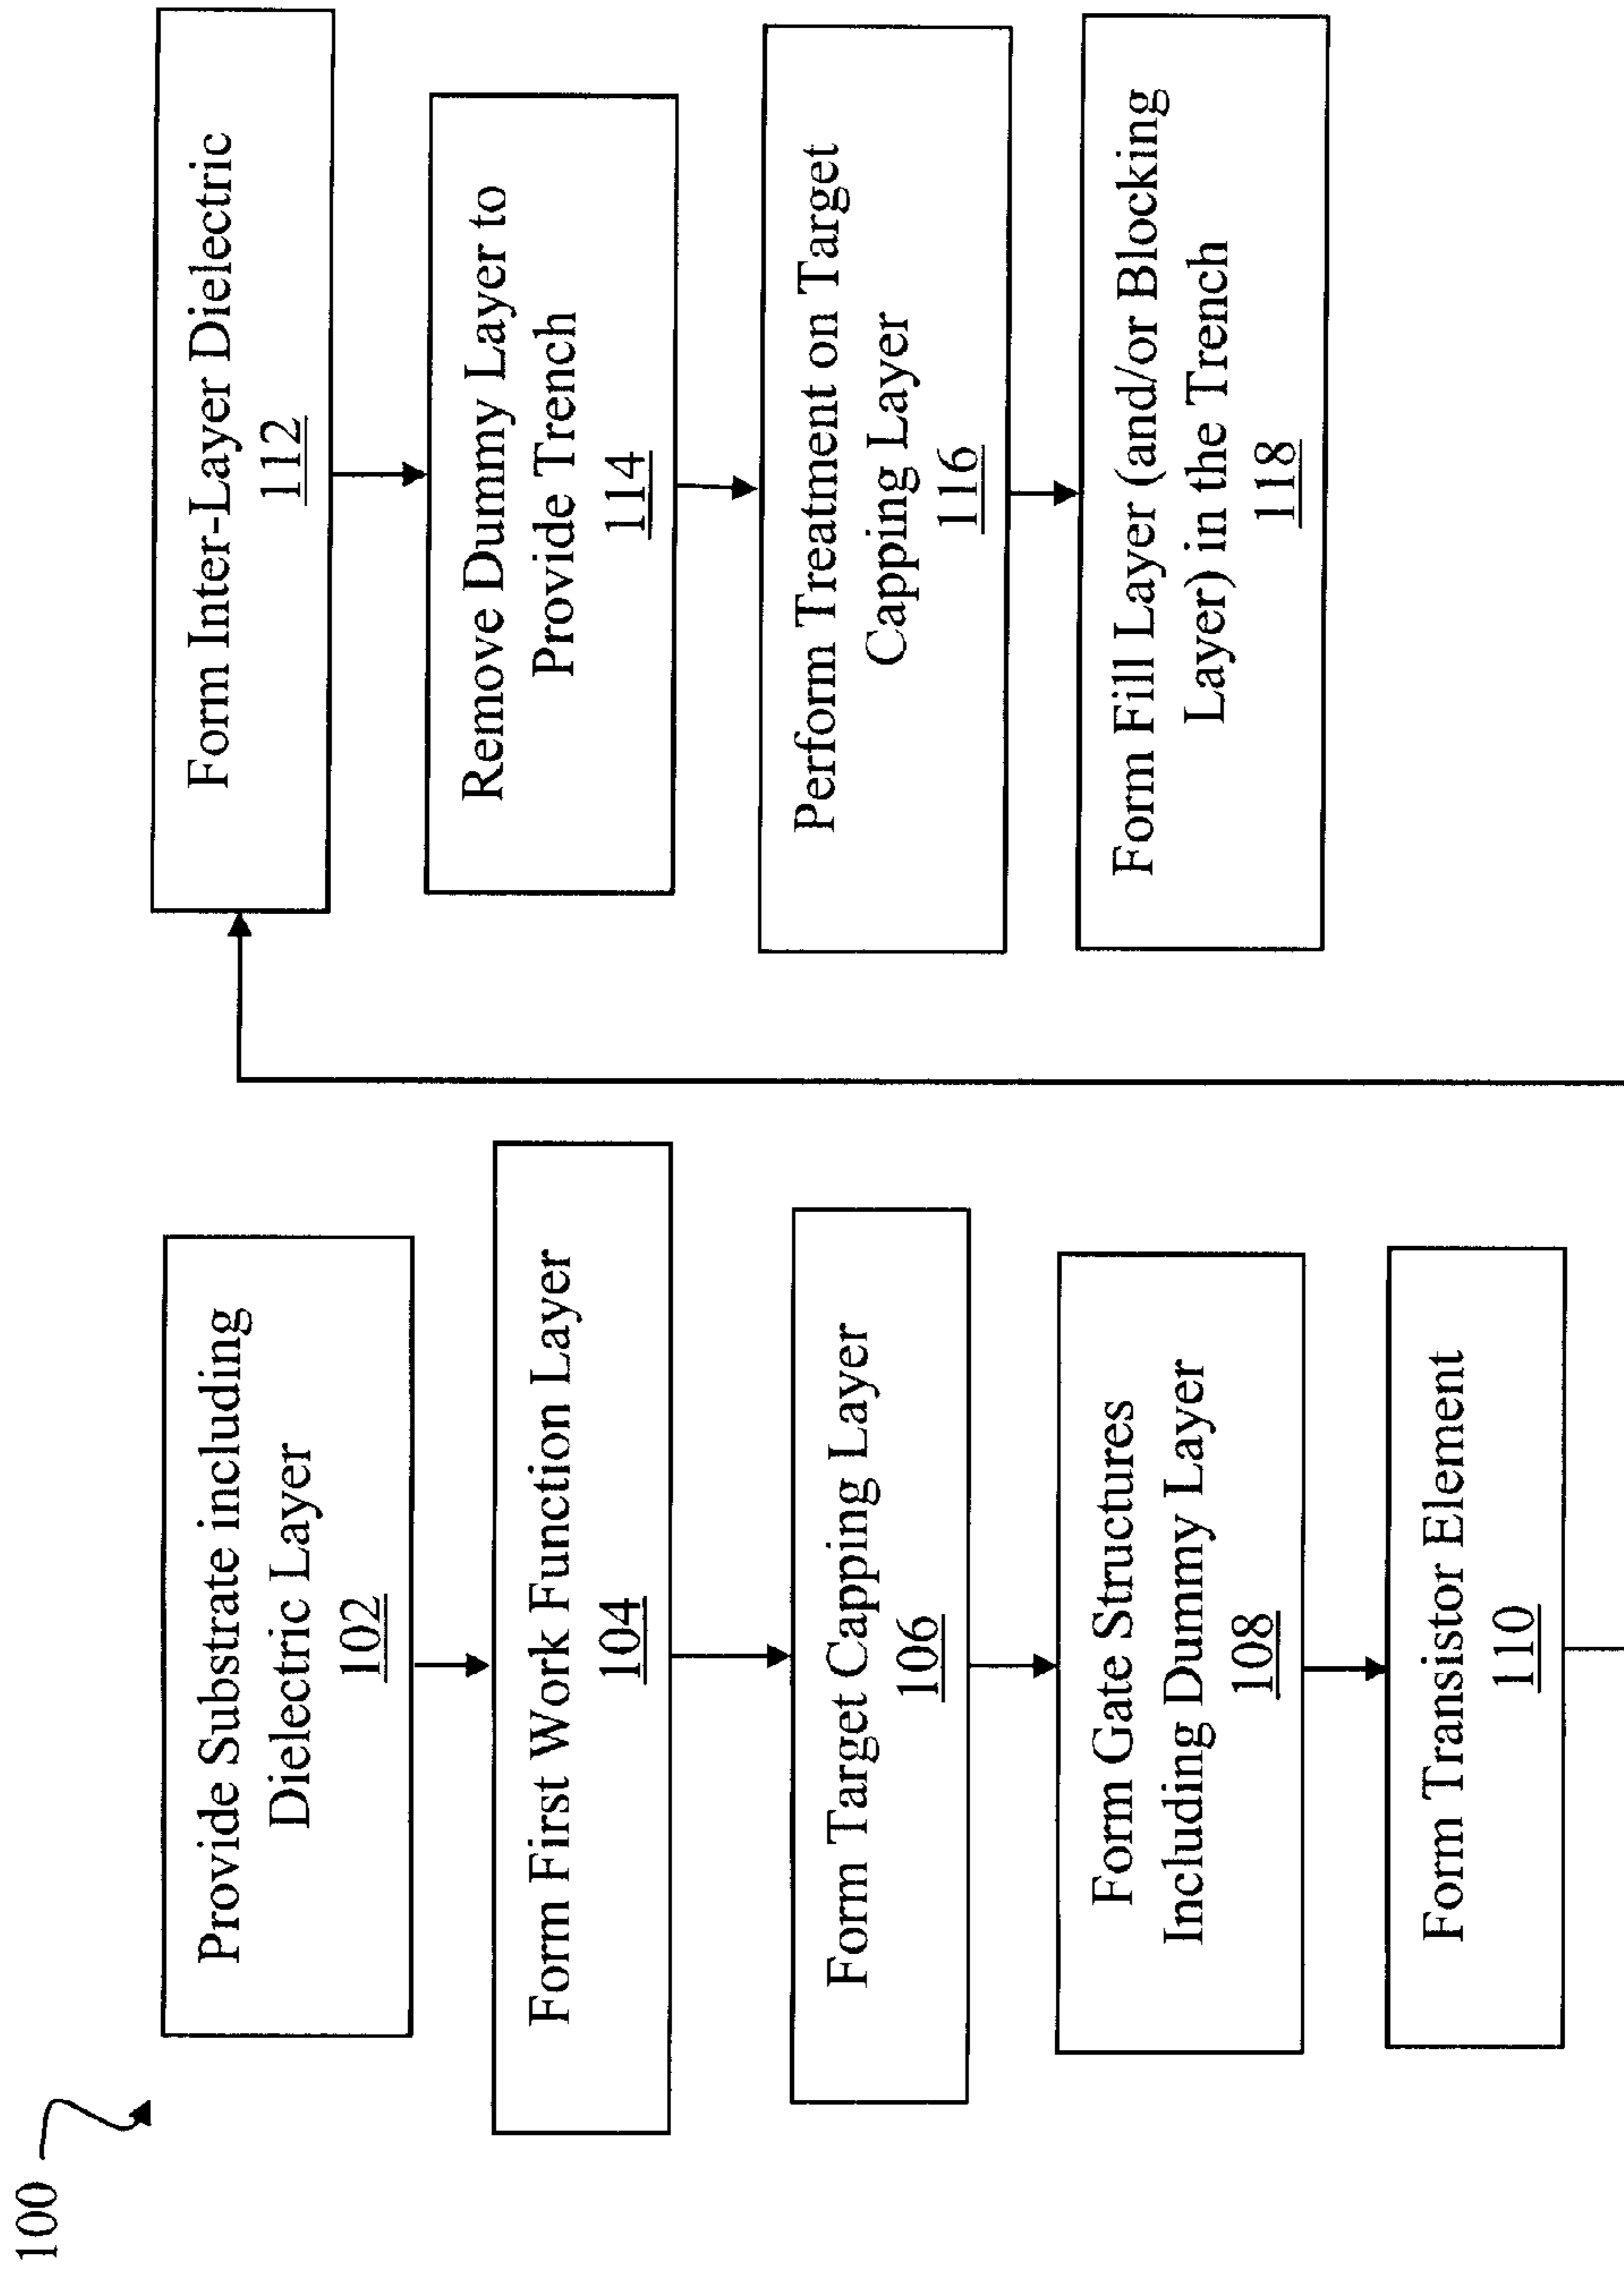 100
Provide Substrate including
Dielectric Layer
102
Form First Work Function Layer
104
Form Target Capping Layer
106
Form Gate Structures
Including Dummy Layer
108
Form Transistor Element
110
Form Inter-Layer Dielectric
112
Remove Dummy Layer to
Provide Trench
114
Perform Treatment on Target
Capping Layer
116
Form Fill Layer (and/or Blocking
Layer) in the Trench
118